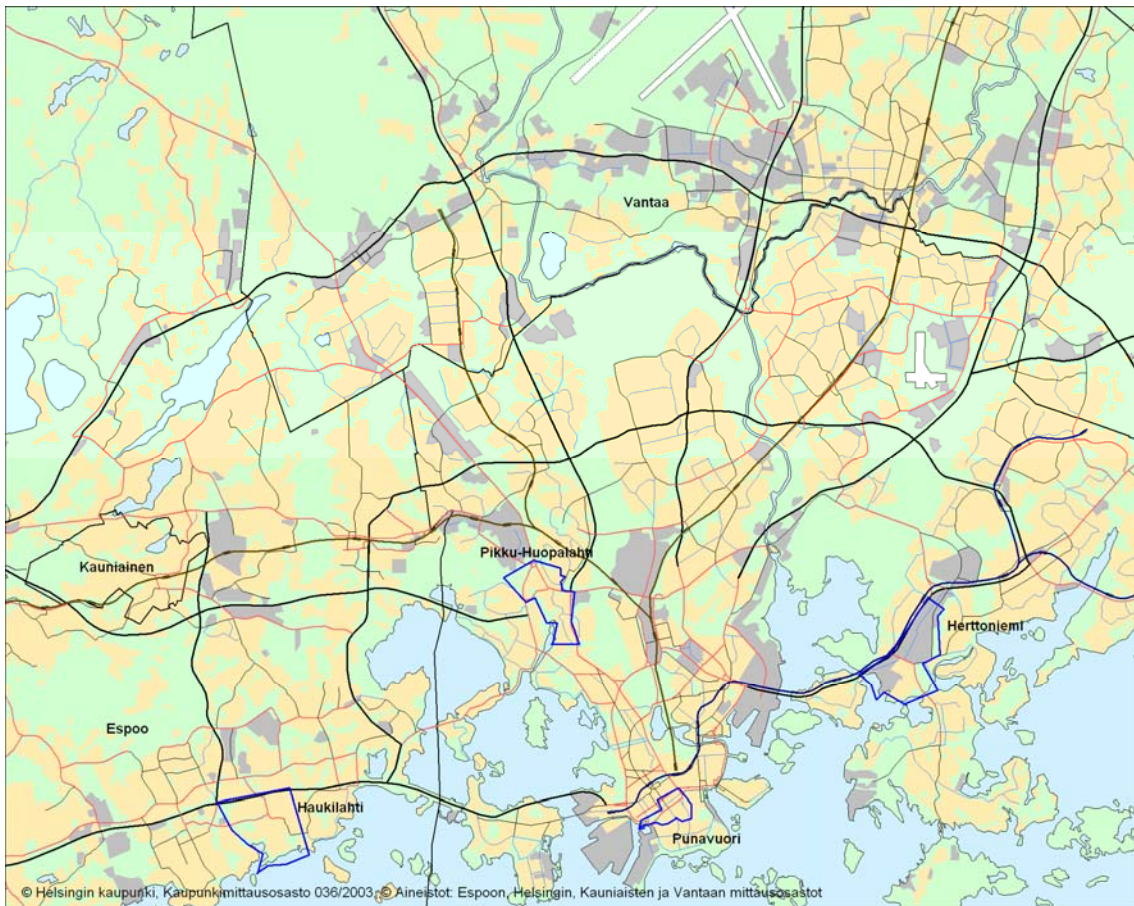 Vantaa
Pikku-Huopalahti
Kauniainen
Herttoniemi
Espoo
Haukilahti
Punavuori
© Helsingin kaupunki, Kaupunkimittausosasto 036/2003, © Aineistot: Espoon, Helsingin, Kauniaisten ja Vantaan mittausosastot